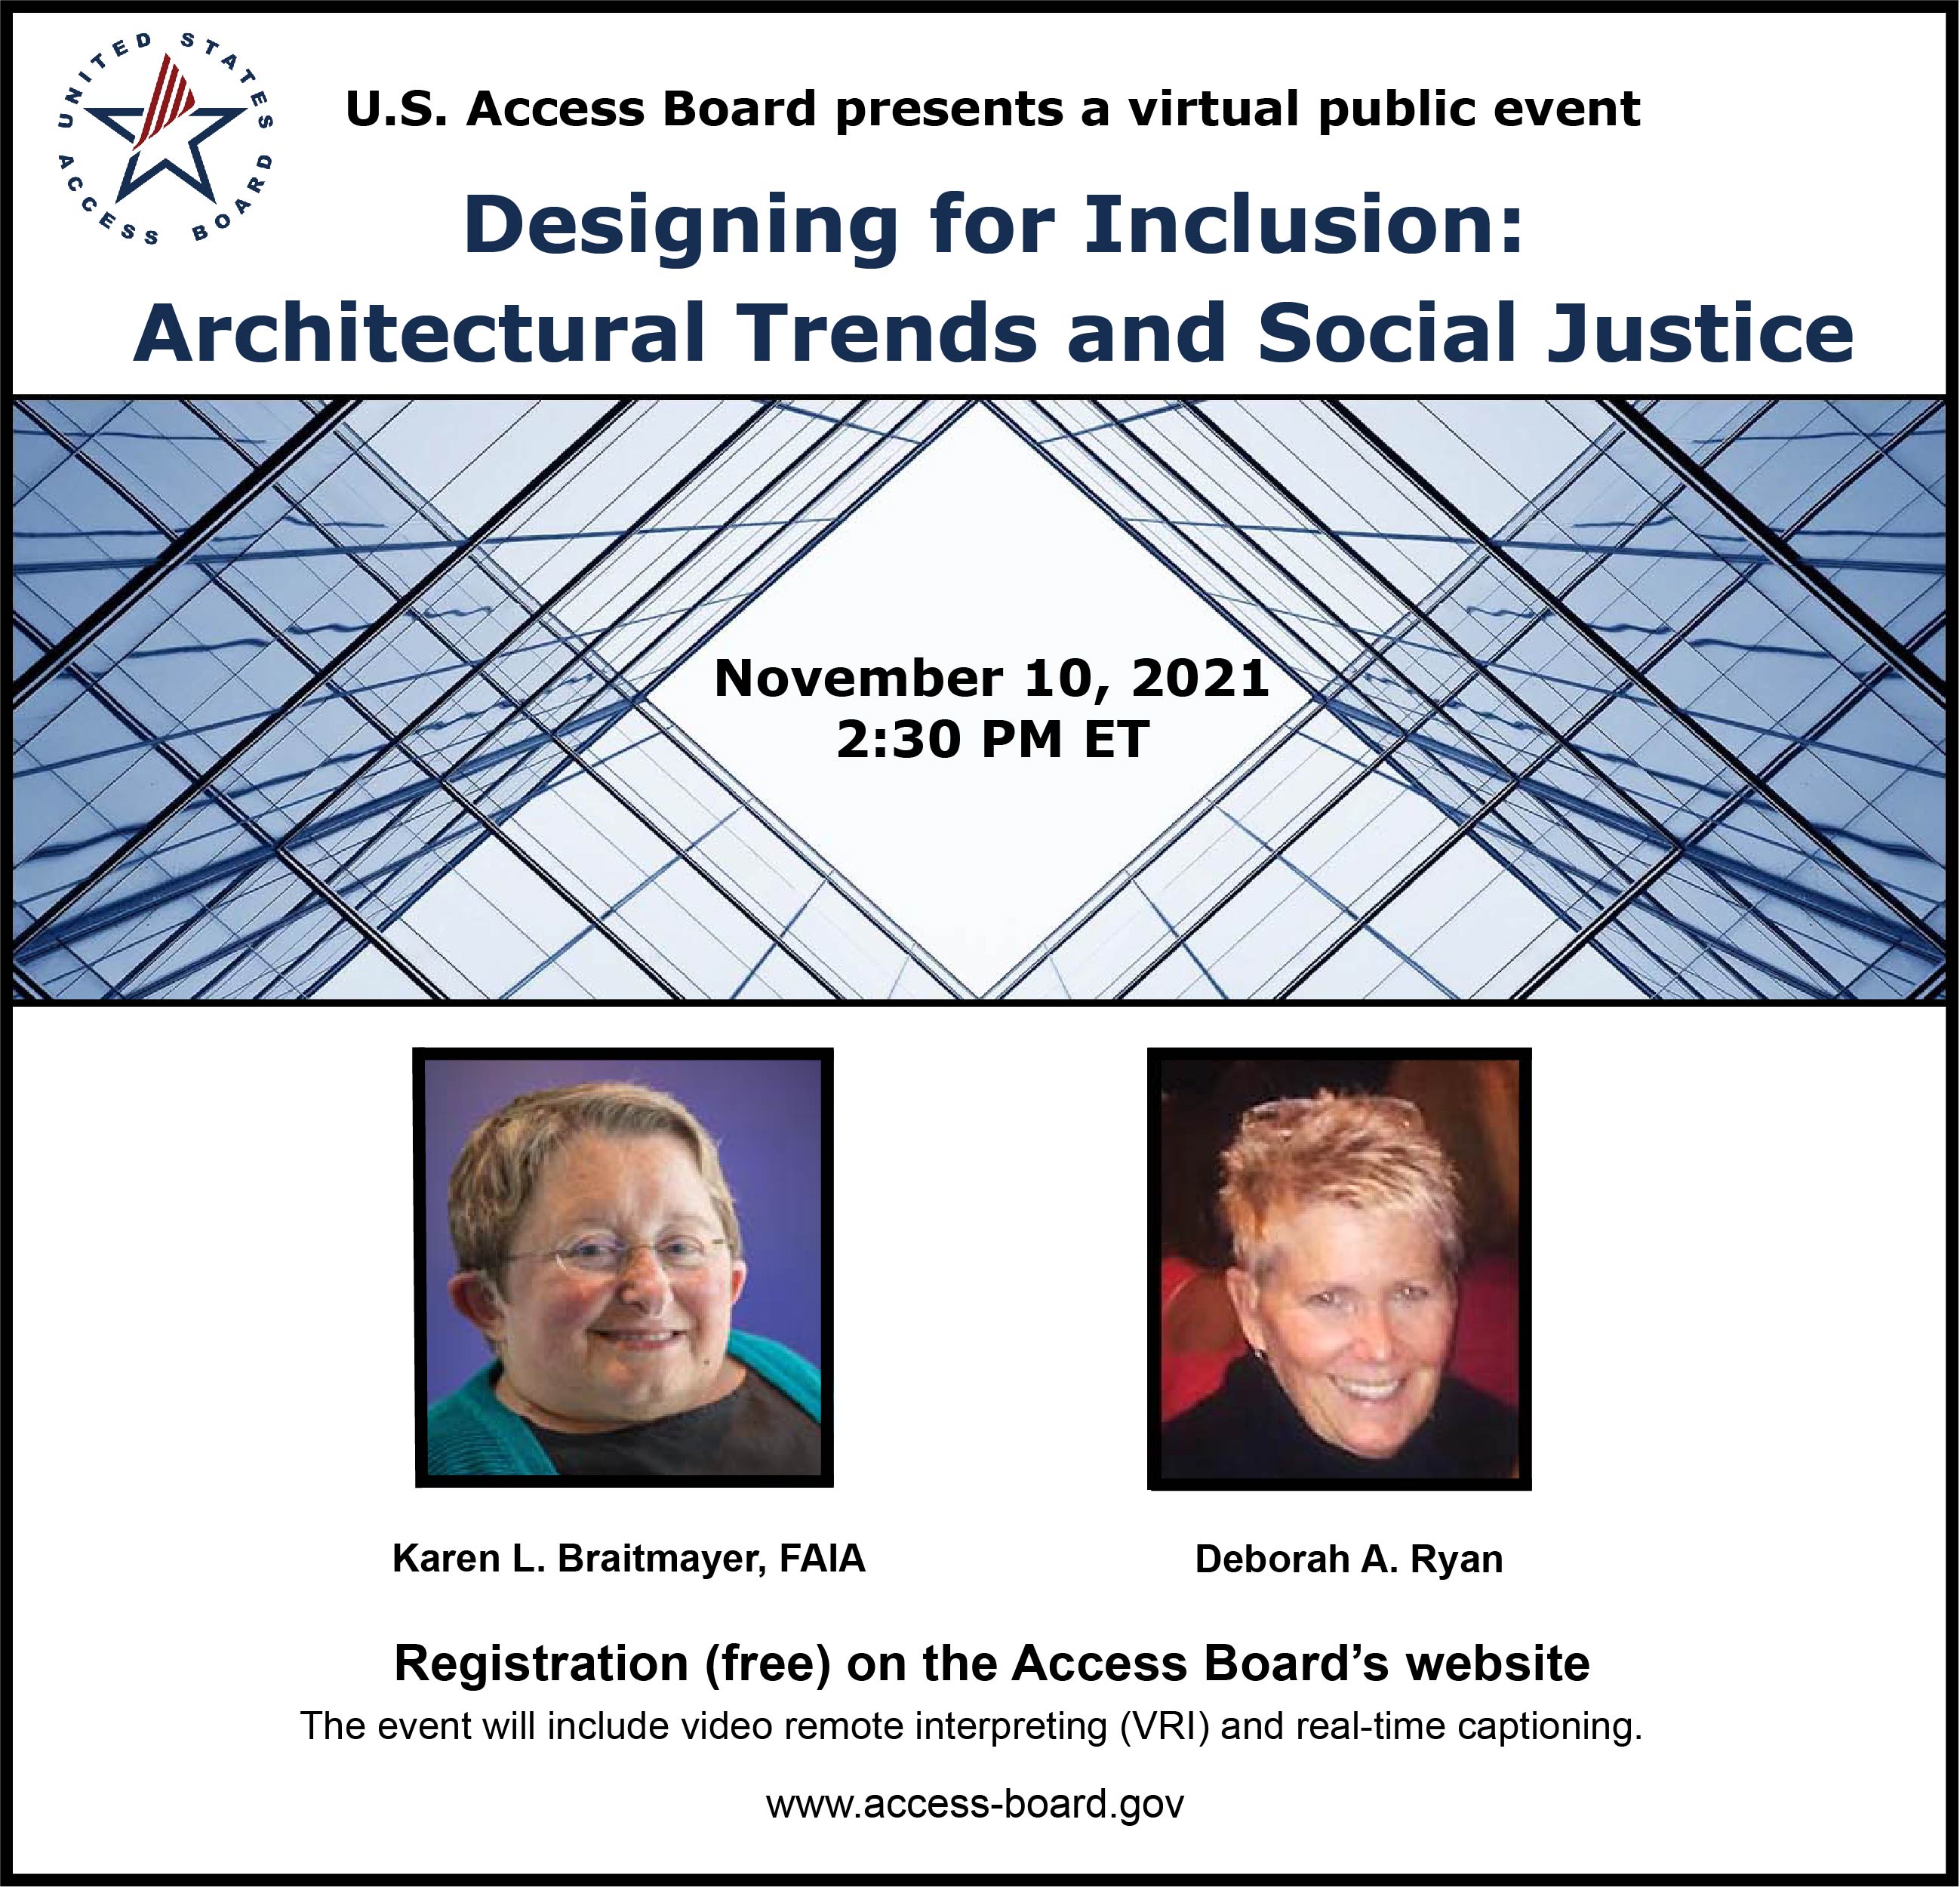 UNITED STATES
ACCESS BOARD
U.S. Access Board presents a virtual public event
Designing for Inclusion:
Architectural Trends and Social Justice
November 10, 2021
2:30 PM ET
Karen L. Braitmayer, FAIA
Deborah A. Ryan
Registration (free) on the Access Board’s website
The event will include video remote interpreting (VRI) and real-time captioning.
www.access-board.gov